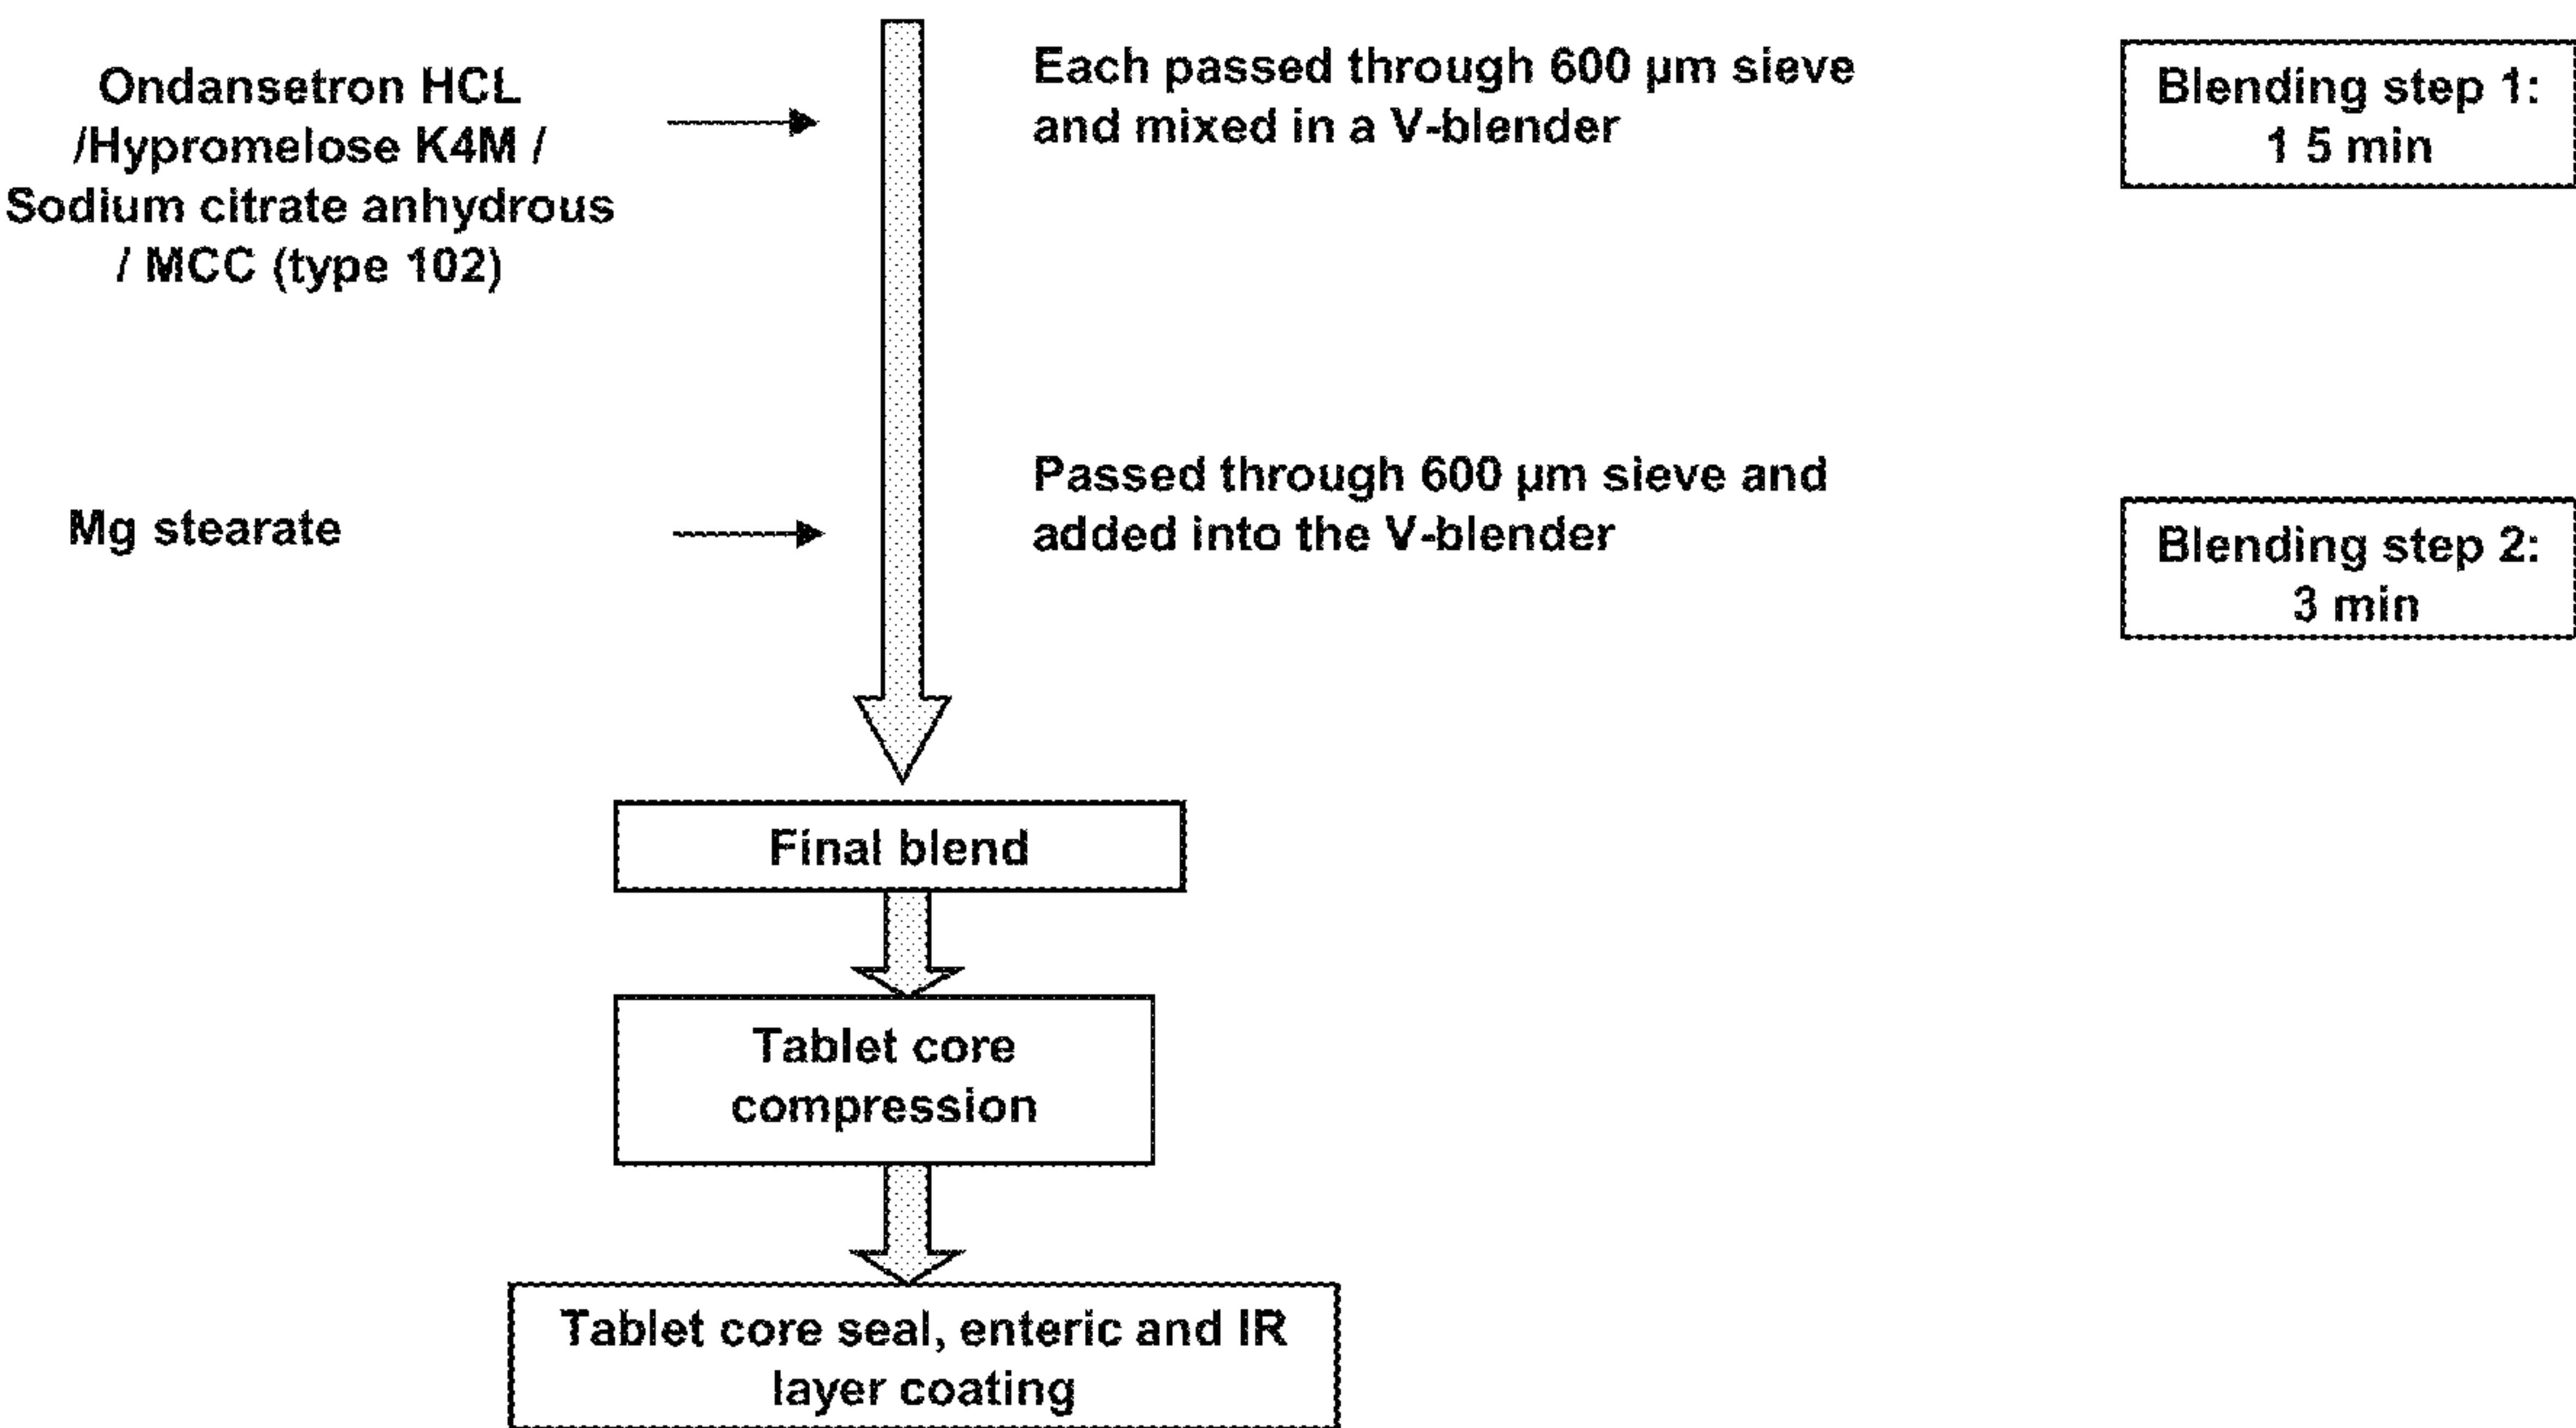 Ondansetron HCL
/Hypromelose K4M /
Sodium citrate anhydrous
/ MCC (type 102)
Each passed through 600 µm sieve
and mixed in a V-blender
Blending step 1:
1 5 min
Mg stearate
Passed through 600 µm sieve and
added into the V-blender
Blending step 2:
3 min
Final blend
Tablet core
compression
Tablet core seal, enteric and IR
layer coating